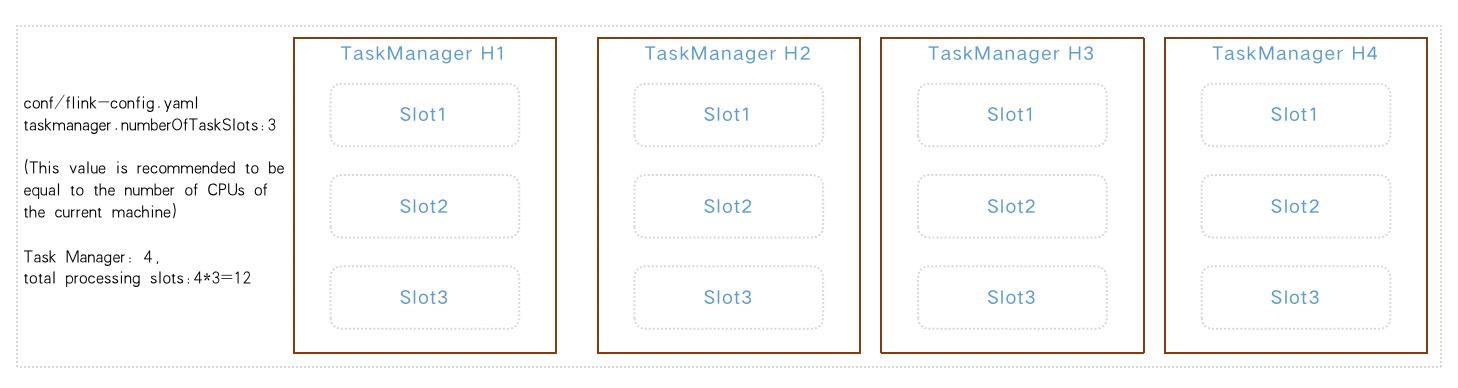 conf/flink-config.yaml
taskmanager.numberOfTaskSlots:3
(This value is recommended to be
equal to the number of CPUs of
the current machine)
Task Manager: 4,
total processing slots:4*3=12
TaskManager H1
Slot1
Slot2
Slot3
TaskManager H2
Slot1
Slot2
Slot3
TaskManager H3
Slot1
Slot2
Slot3
TaskManager H4
Slot1
Slot2
Slot3